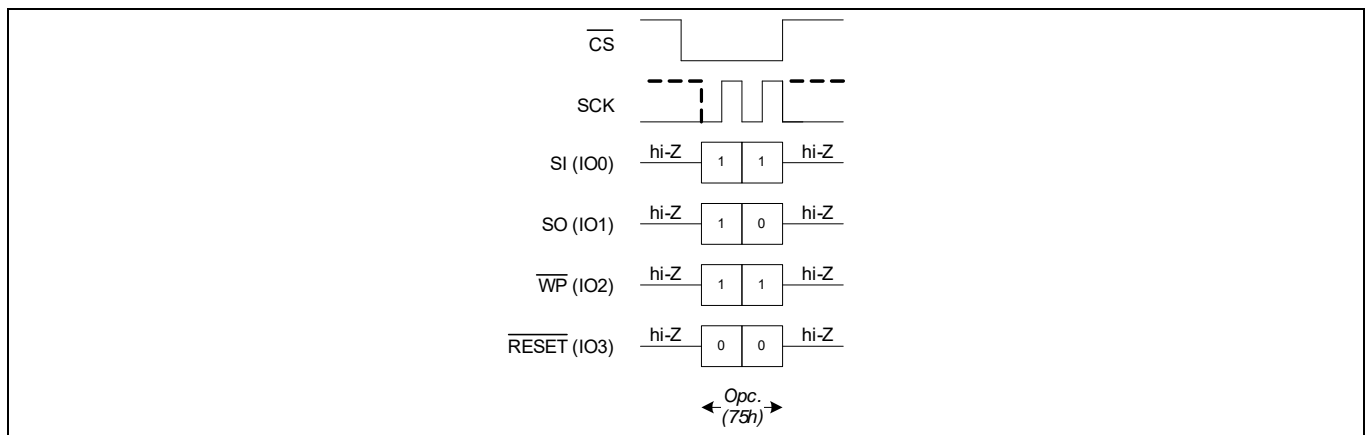 CS
SCK
SI (IO0) hi-Z 1 1 hi-Z
SO (IO1) hi-Z 1 0 hi-Z
WP (IO2) hi-Z 1 1 hi-Z
RESET (IO3) hi-Z 0 0 hi-Z
Opc.
(75h)